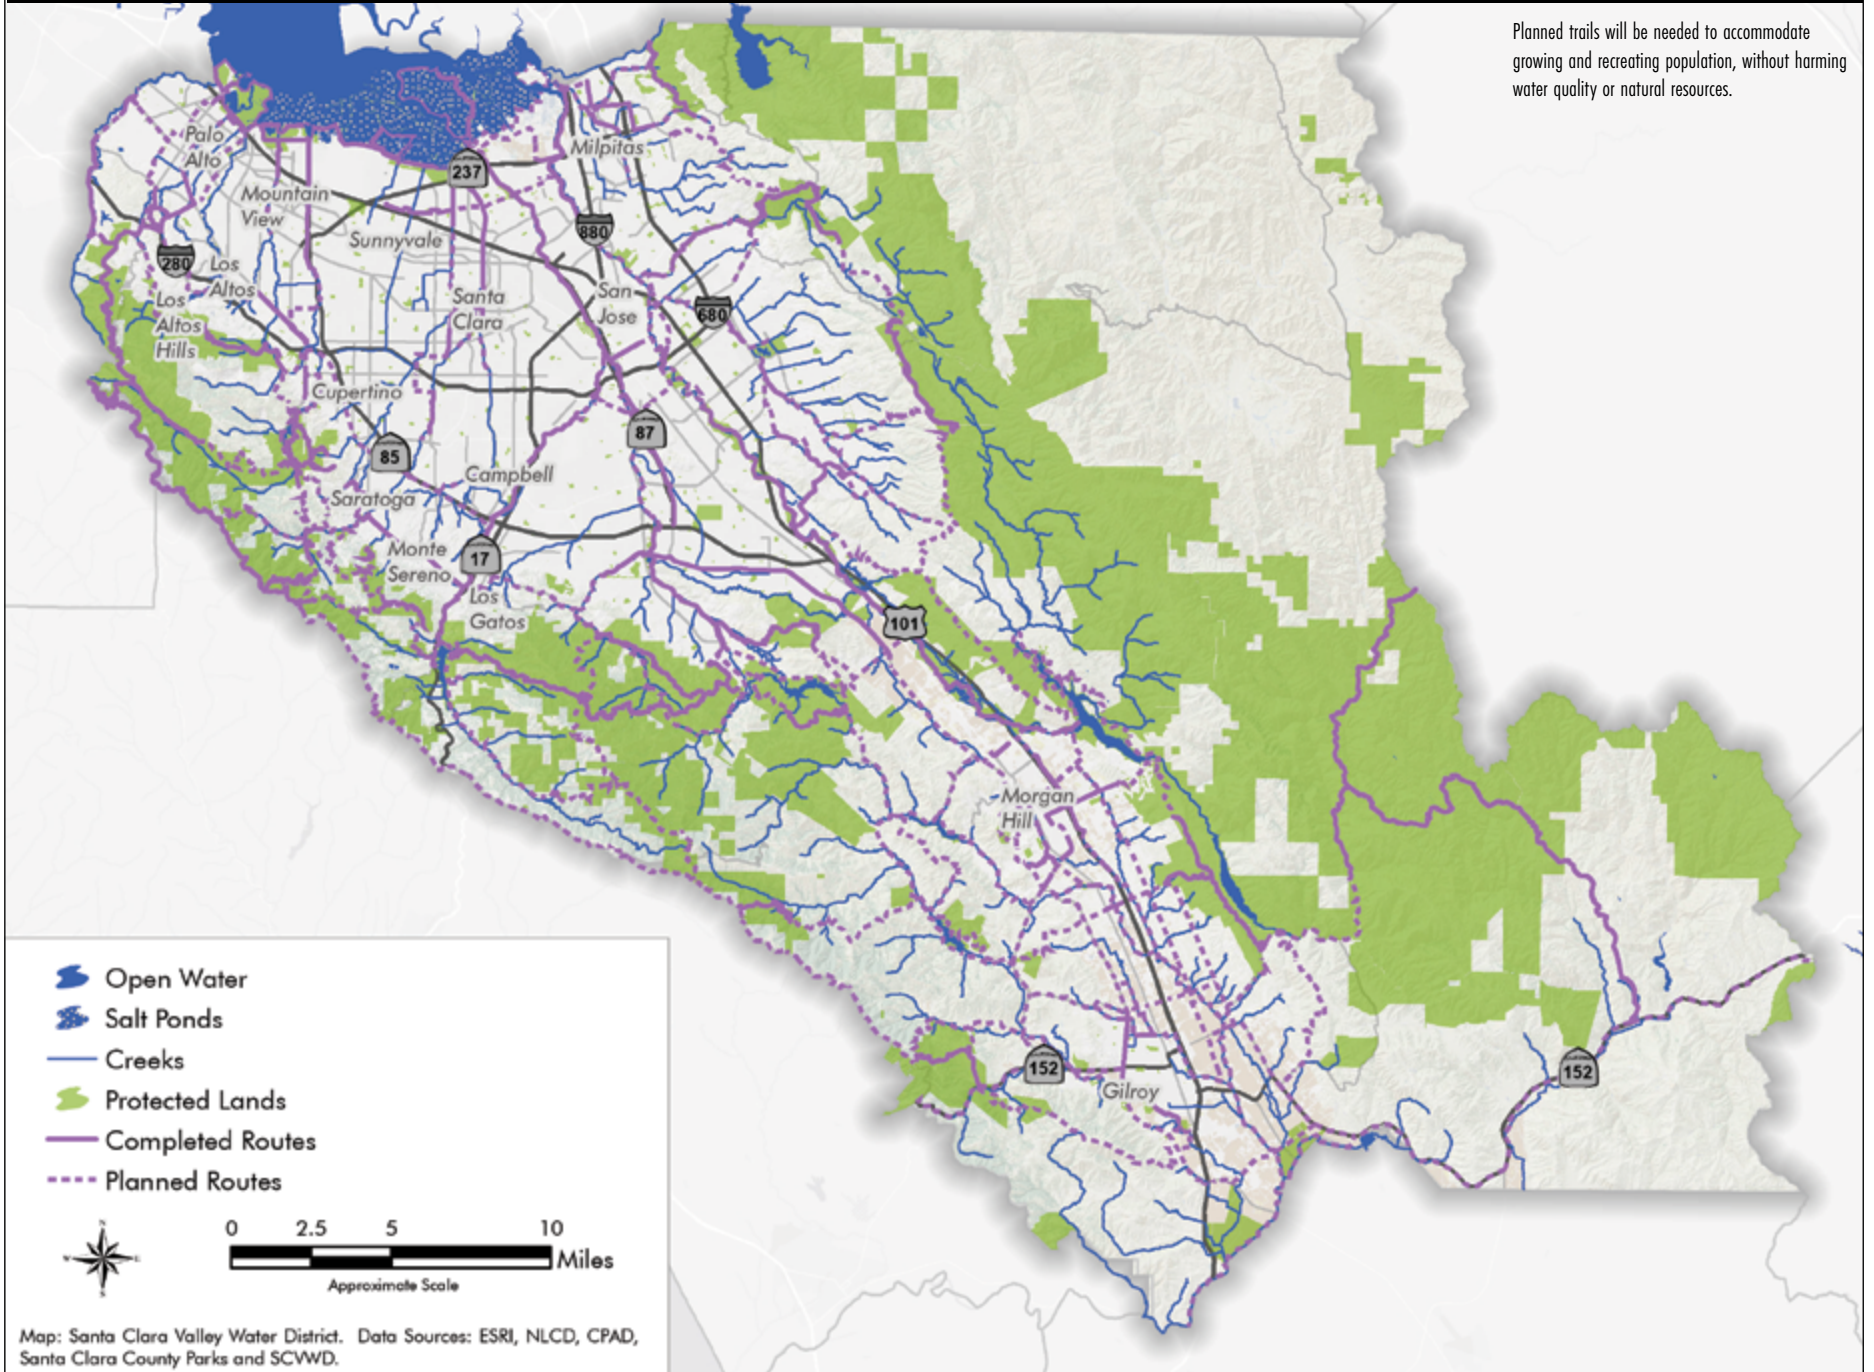 Planned trails will be needed to accommodate
growing and recreating population, without harming
water quality or natural resources.
Palo
Alto
237
Milpitas
Mountain
View
880
Sunnyvale
280
Los
Altos
Los
Altos
Hills
Santa
Clara
San
Jose
680
Cupertino
87
85
Campbell
Saratoga
Monte
Sereno
17
Los
Gatos
101
Morgan
Hill
152
Gilroy
152
Open Water
Salt Ponds
Creeks
Protected Lands
Completed Routes
Planned Routes
N
W E
S
0 2.5 5 10
Miles
Approximate Scale
Map: Santa Clara Valley Water District. Data Sources: ESRI, NLCD, CPAD,
Santa Clara County Parks and SCVWD.